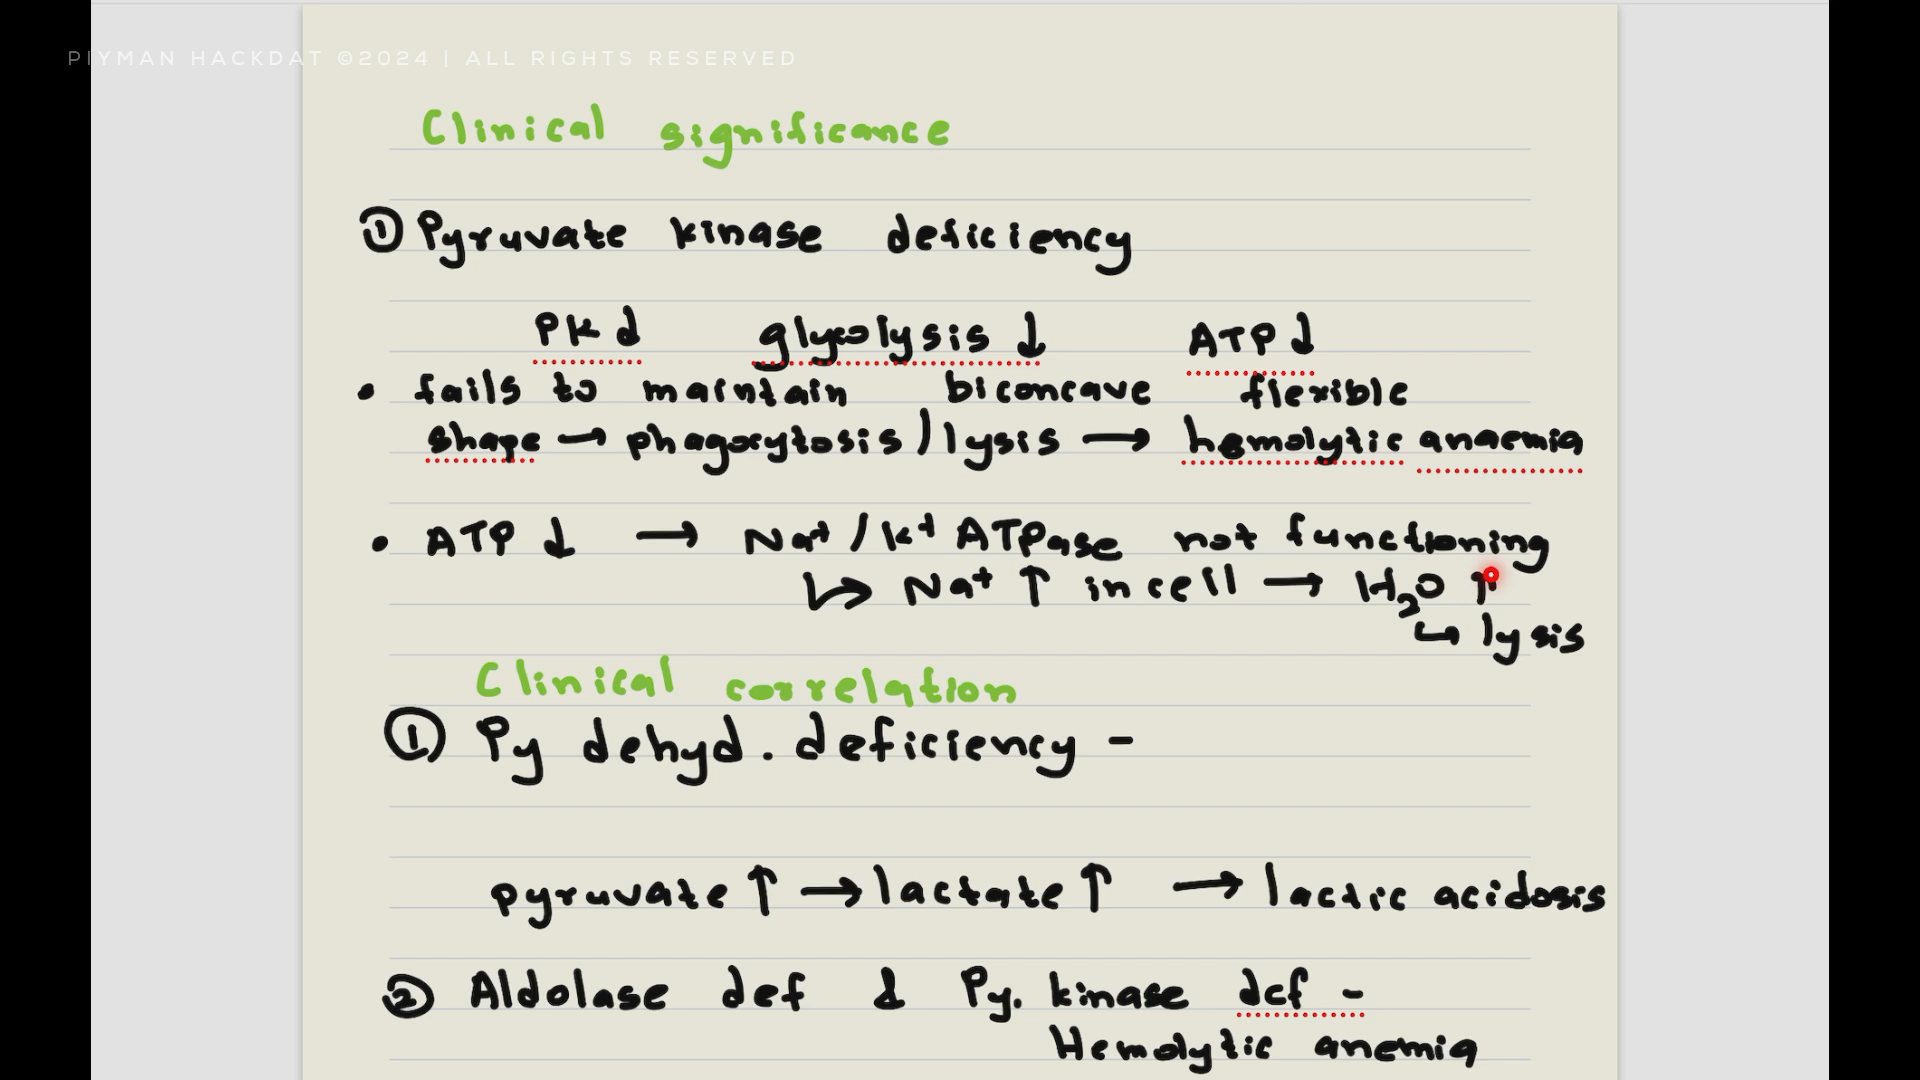 PIYMAN HACKDAT ©2024 | ALL RIGHTS RESERVED
Clinical significance
① Pyruvate kinase deficiency
PK↓ glycolysis ↓ ATP↓
• fails to maintain biconcave flexible
shape → phagocytosis / lysis → hemolytic anaemia
• ATP ↓ → Na⁺ / K⁺ ATPase not functioning
↳ Na⁺ ↑ in cell → H₂O ↑
↳ lysis
Clinical correlation
① Py dehyd. deficiency -
pyruvate ↑ → lactate ↑ → lactic acidosis
② Aldolase def & Py. kinase def -
Hemolytic anemia